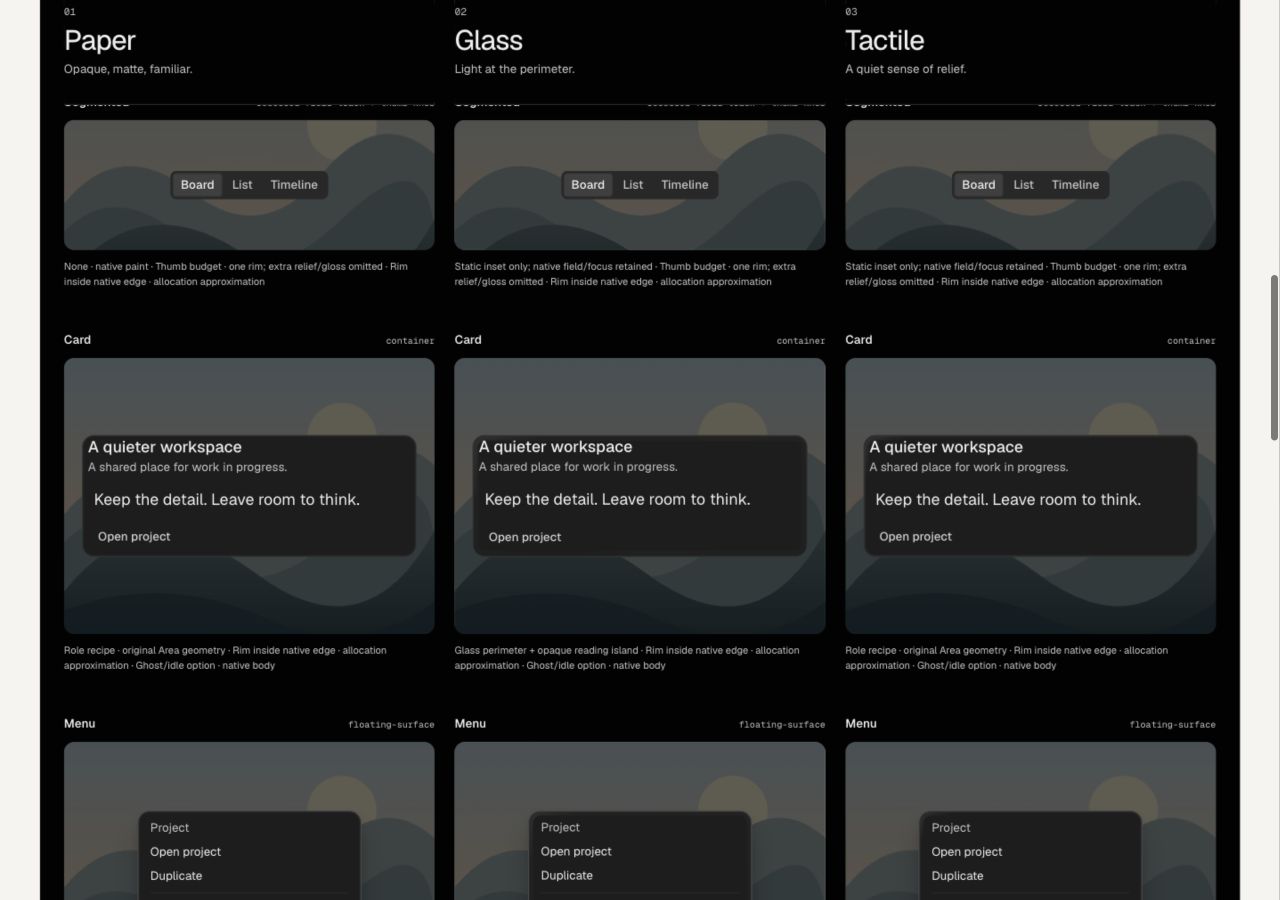 01
Paper
Opaque, matte, familiar.
02
Glass
Light at the perimeter.
03
Tactile
A quiet sense of relief.
Segmented
Segmented
Segmented
Board List Timeline
Board List Timeline
Board List Timeline
None · native paint · Thumb budget · one rim; extra relief/gloss omitted · Rim
inside native edge · allocation approximation
Static inset only; native field/focus retained · Thumb budget · one rim; extra
relief/gloss omitted · Rim inside native edge · allocation approximation
Static inset only; native field/focus retained · Thumb budget · one rim; extra
relief/gloss omitted · Rim inside native edge · allocation approximation
Card container
A quieter workspace
A shared place for work in progress.
Keep the detail. Leave room to think.
Open project
Role recipe · original Area geometry · Rim inside native edge · allocation
approximation · Ghost/idle option · native body
Card container
A quieter workspace
A shared place for work in progress.
Keep the detail. Leave room to think.
Open project
Glass perimeter + opaque reading island · Rim inside native edge · allocation
approximation · Ghost/idle option · native body
Card container
A quieter workspace
A shared place for work in progress.
Keep the detail. Leave room to think.
Open project
Role recipe · original Area geometry · Rim inside native edge · allocation
approximation · Ghost/idle option · native body
Menu floating-surface
Project
Open project
Duplicate
Menu floating-surface
Project
Open project
Duplicate
Menu floating-surface
Project
Open project
Duplicate